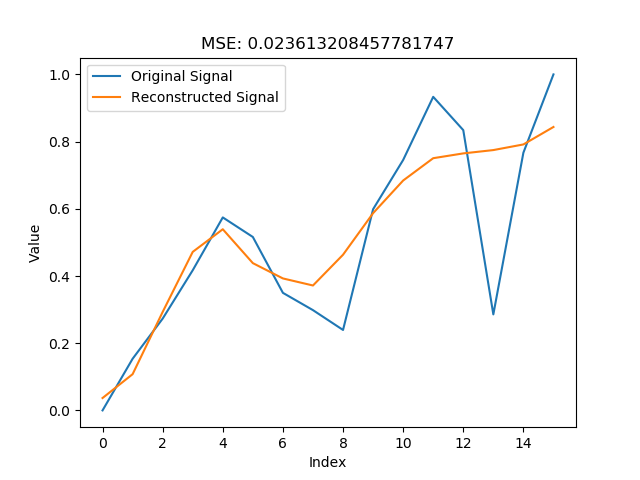 MSE: 0.023613208457781747
Original Signal
Reconstructed Signal
1.0
0.8
0.6
0.4
0.2
0.0
Value
0 2 4 6 8 10 12 14
Index